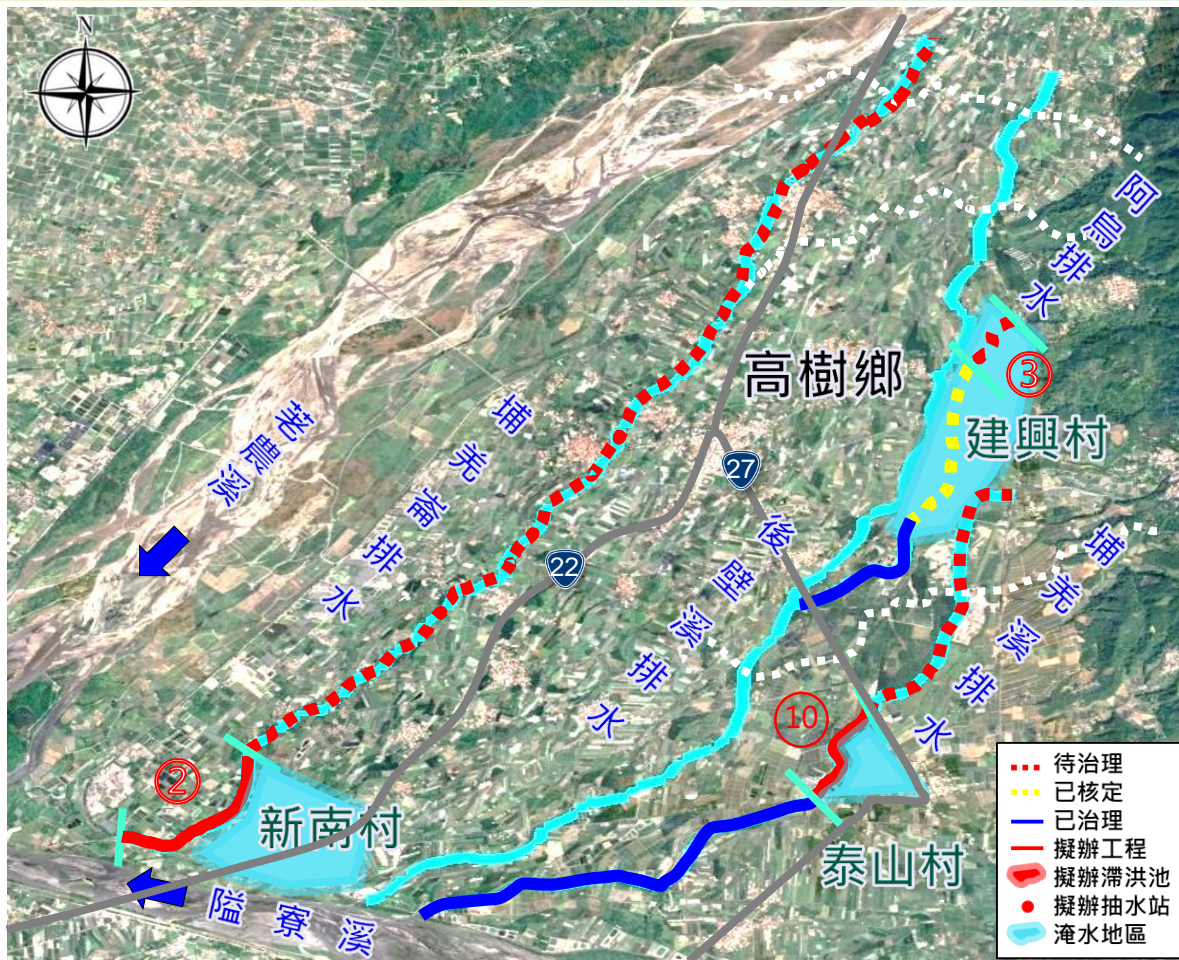 N
阿烏排水
高樹鄉
③
建興村
荖濃溪
埔羌崙排水
27
後壁溪排水
22
埔羌溪排水
⑩
②
新南村
泰山村
隘寮溪
待治理
已核定
已治理
擬辦工程
擬辦滯洪池
擬辦抽水站
淹水地區